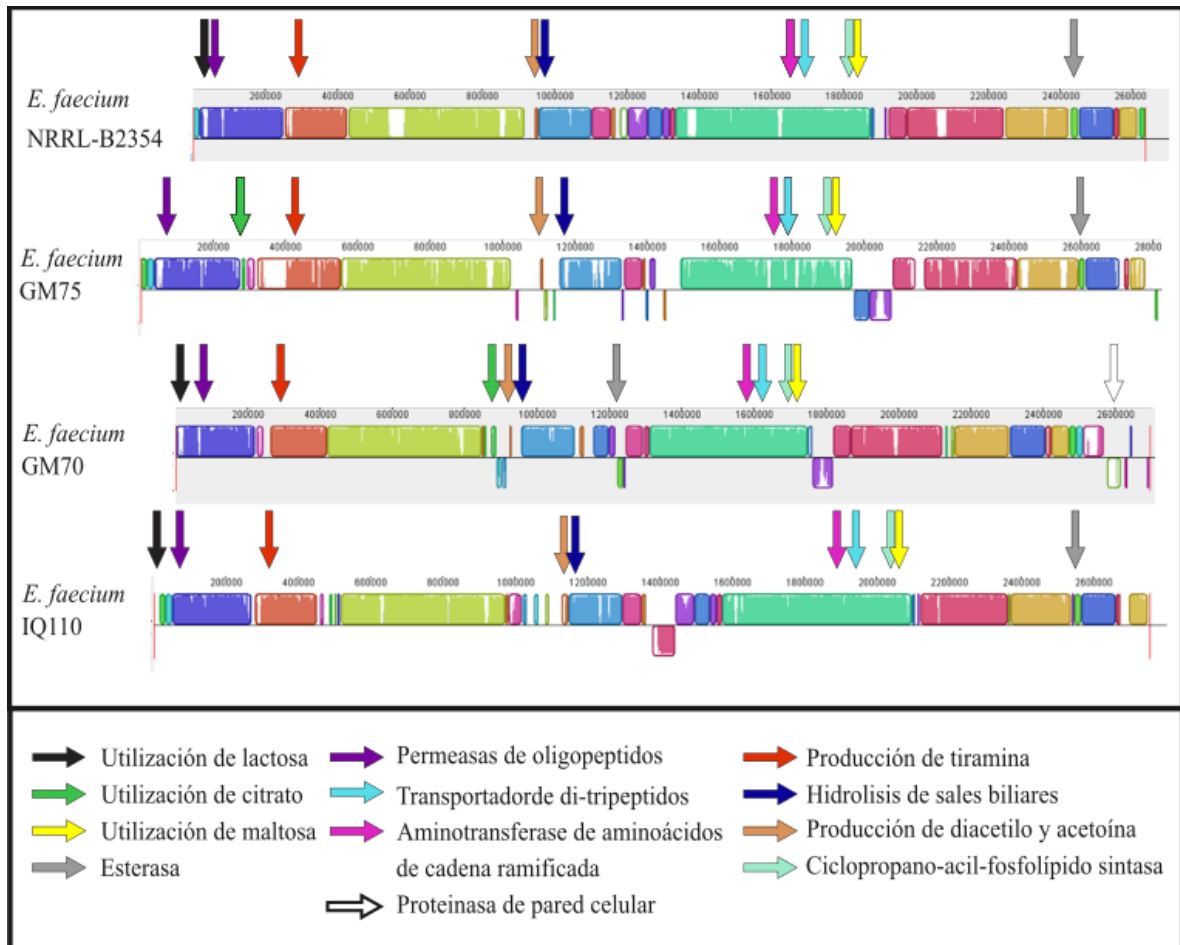 200000 400000 600000 800000 1000000 1200000 1400000 1600000 1800000 2000000 2200000 2400000 2600000
E. faecium
NRRL-B2354
200000 400000 600000 800000 1000000 1200000 1400000 1600000 1800000 2000000 2200000 2400000 2600000 28000
E. faecium
GM75
200000 400000 600000 800000 1000000 1200000 1400000 1600000 1800000 2000000 2200000 2400000 2600000
E. faecium
GM70
200000 400000 600000 800000 1000000 1200000 1400000 1600000 1800000 2000000 2200000 2400000 2600000
E. faecium
IQ110
Utilización de lactosa
Utilización de citrato
Utilización de maltosa
Esterasa
Permeasas de oligopeptidos
Transportadorde di-tripeptidos
Aminotransferase de aminoácidos
de cadena ramificada
Proteinasa de pared celular
Producción de tiramina
Hidrolisis de sales biliares
Producción de diacetilo y acetoína
Ciclopropano-acil-fosfolípido sintasa